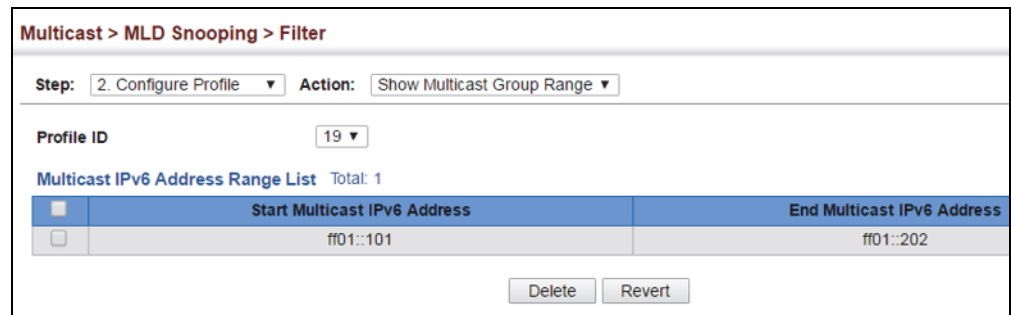 Multicast > MLD Snooping > Filter
Step: 2. Configure Profile Action: Show Multicast Group Range
Profile ID 19
Multicast IPv6 Address Range List Total: 1
Start Multicast IPv6 Address End Multicast IPv6 Address
ff01::101 ff01::202
Delete Revert